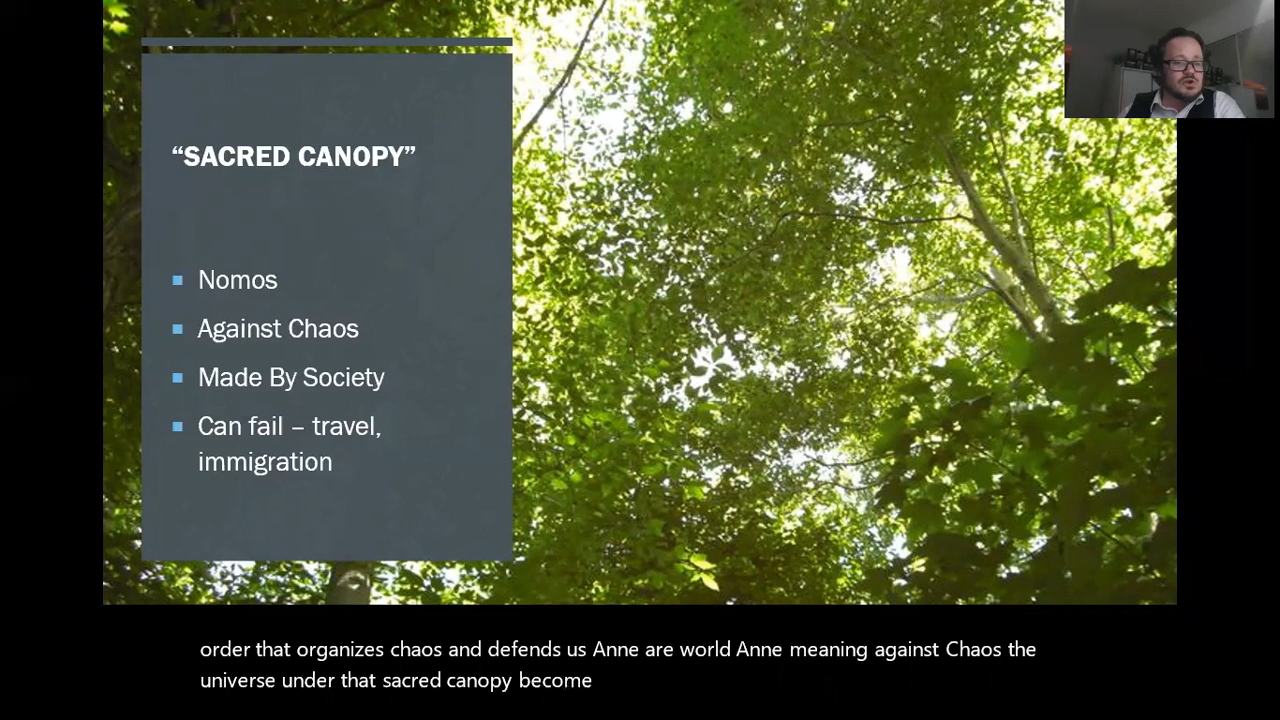 “SACRED CANOPY”
Nomos
Against Chaos
Made By Society
Can fail – travel,
immigration
order that organizes chaos and defends us Anne are world Anne meaning against Chaos the
universe under that sacred canopy become